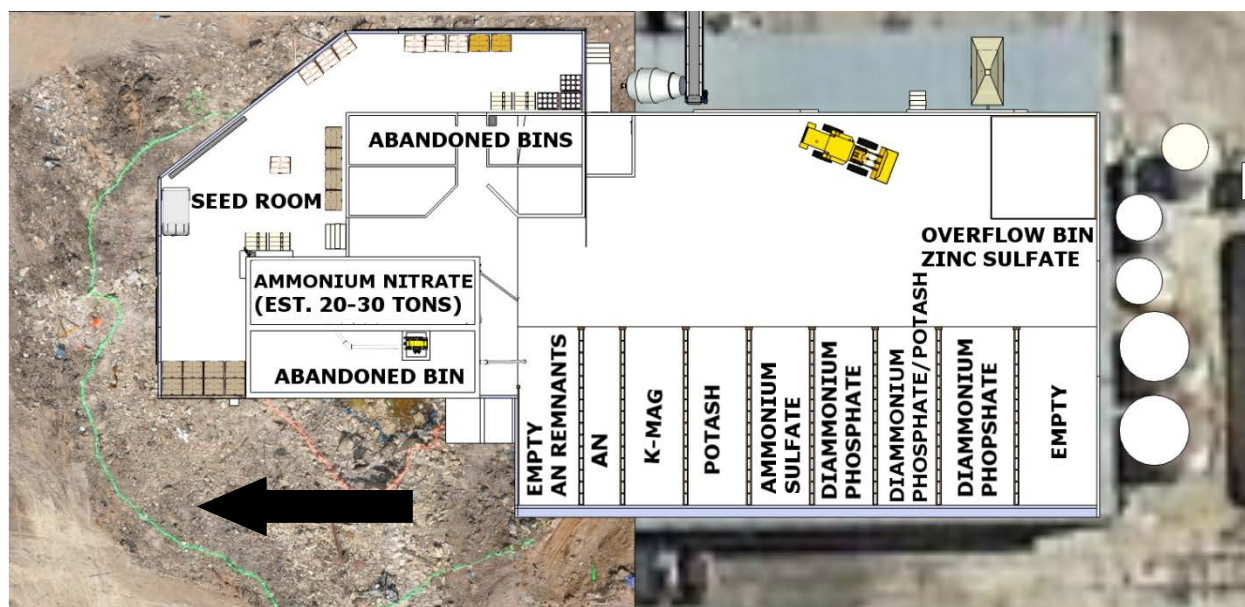 ABANDONED BINS
SEED ROOM
OVERFLOW BIN
ZINC SULFATE
AMMONIUM NITRATE
(EST. 20-30 TONS)
ABANDONED BIN
EMPTY
AN REMNANTS
AN
K-MAG
POTASH
AMMONIUM
SULFATE
DIAMMONIUM
PHOSPHATE
DIAMMONIUM
PHOSPHATE/POTASH
DIAMMONIUM
PHOPSHATE
EMPTY